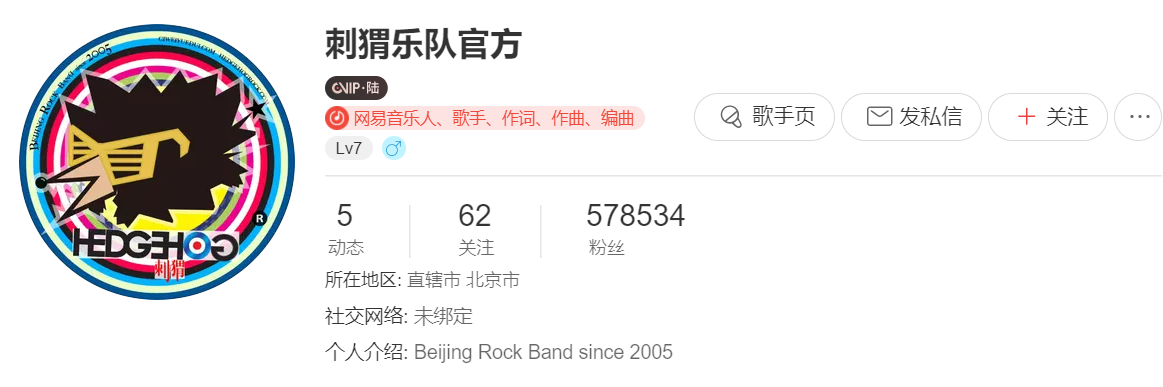 刺猬乐队官方
CVIP·陆
网易音乐人、歌手、作词、作曲、编曲
Lv7
歌手页
发私信
关注
5
动态
62
关注
578534
粉丝
所在地区: 直辖市 北京市
社交网络: 未绑定
个人介绍: Beijing Rock Band since 2005
BEIJING ROCK BAND since 2005
HEDGEHOG
刺猬
R